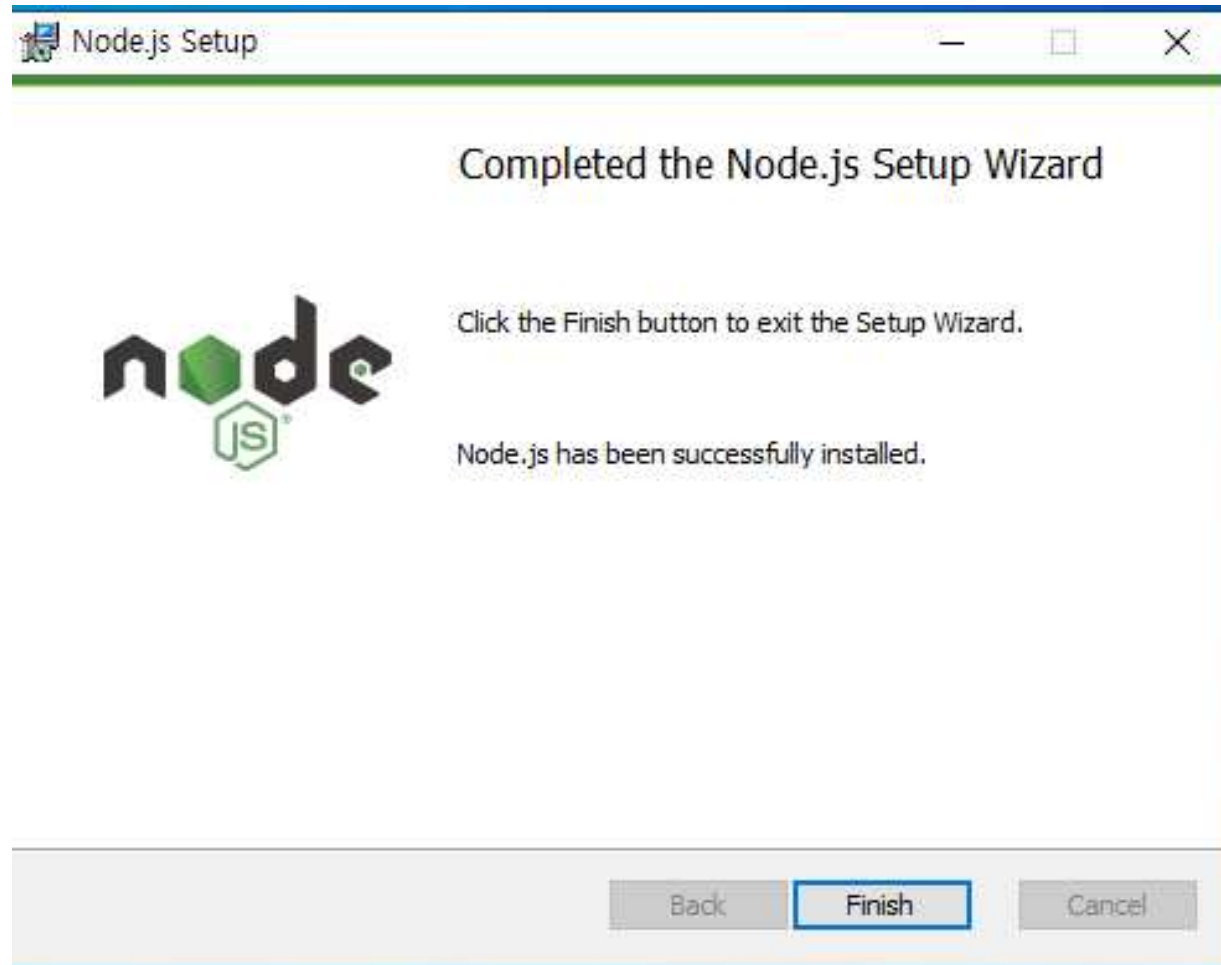 Node.js Setup
Completed the Node.js Setup Wizard
Click the Finish button to exit the Setup Wizard.
node
JS®
Node.js has been successfully installed.
Back Finish Cancel